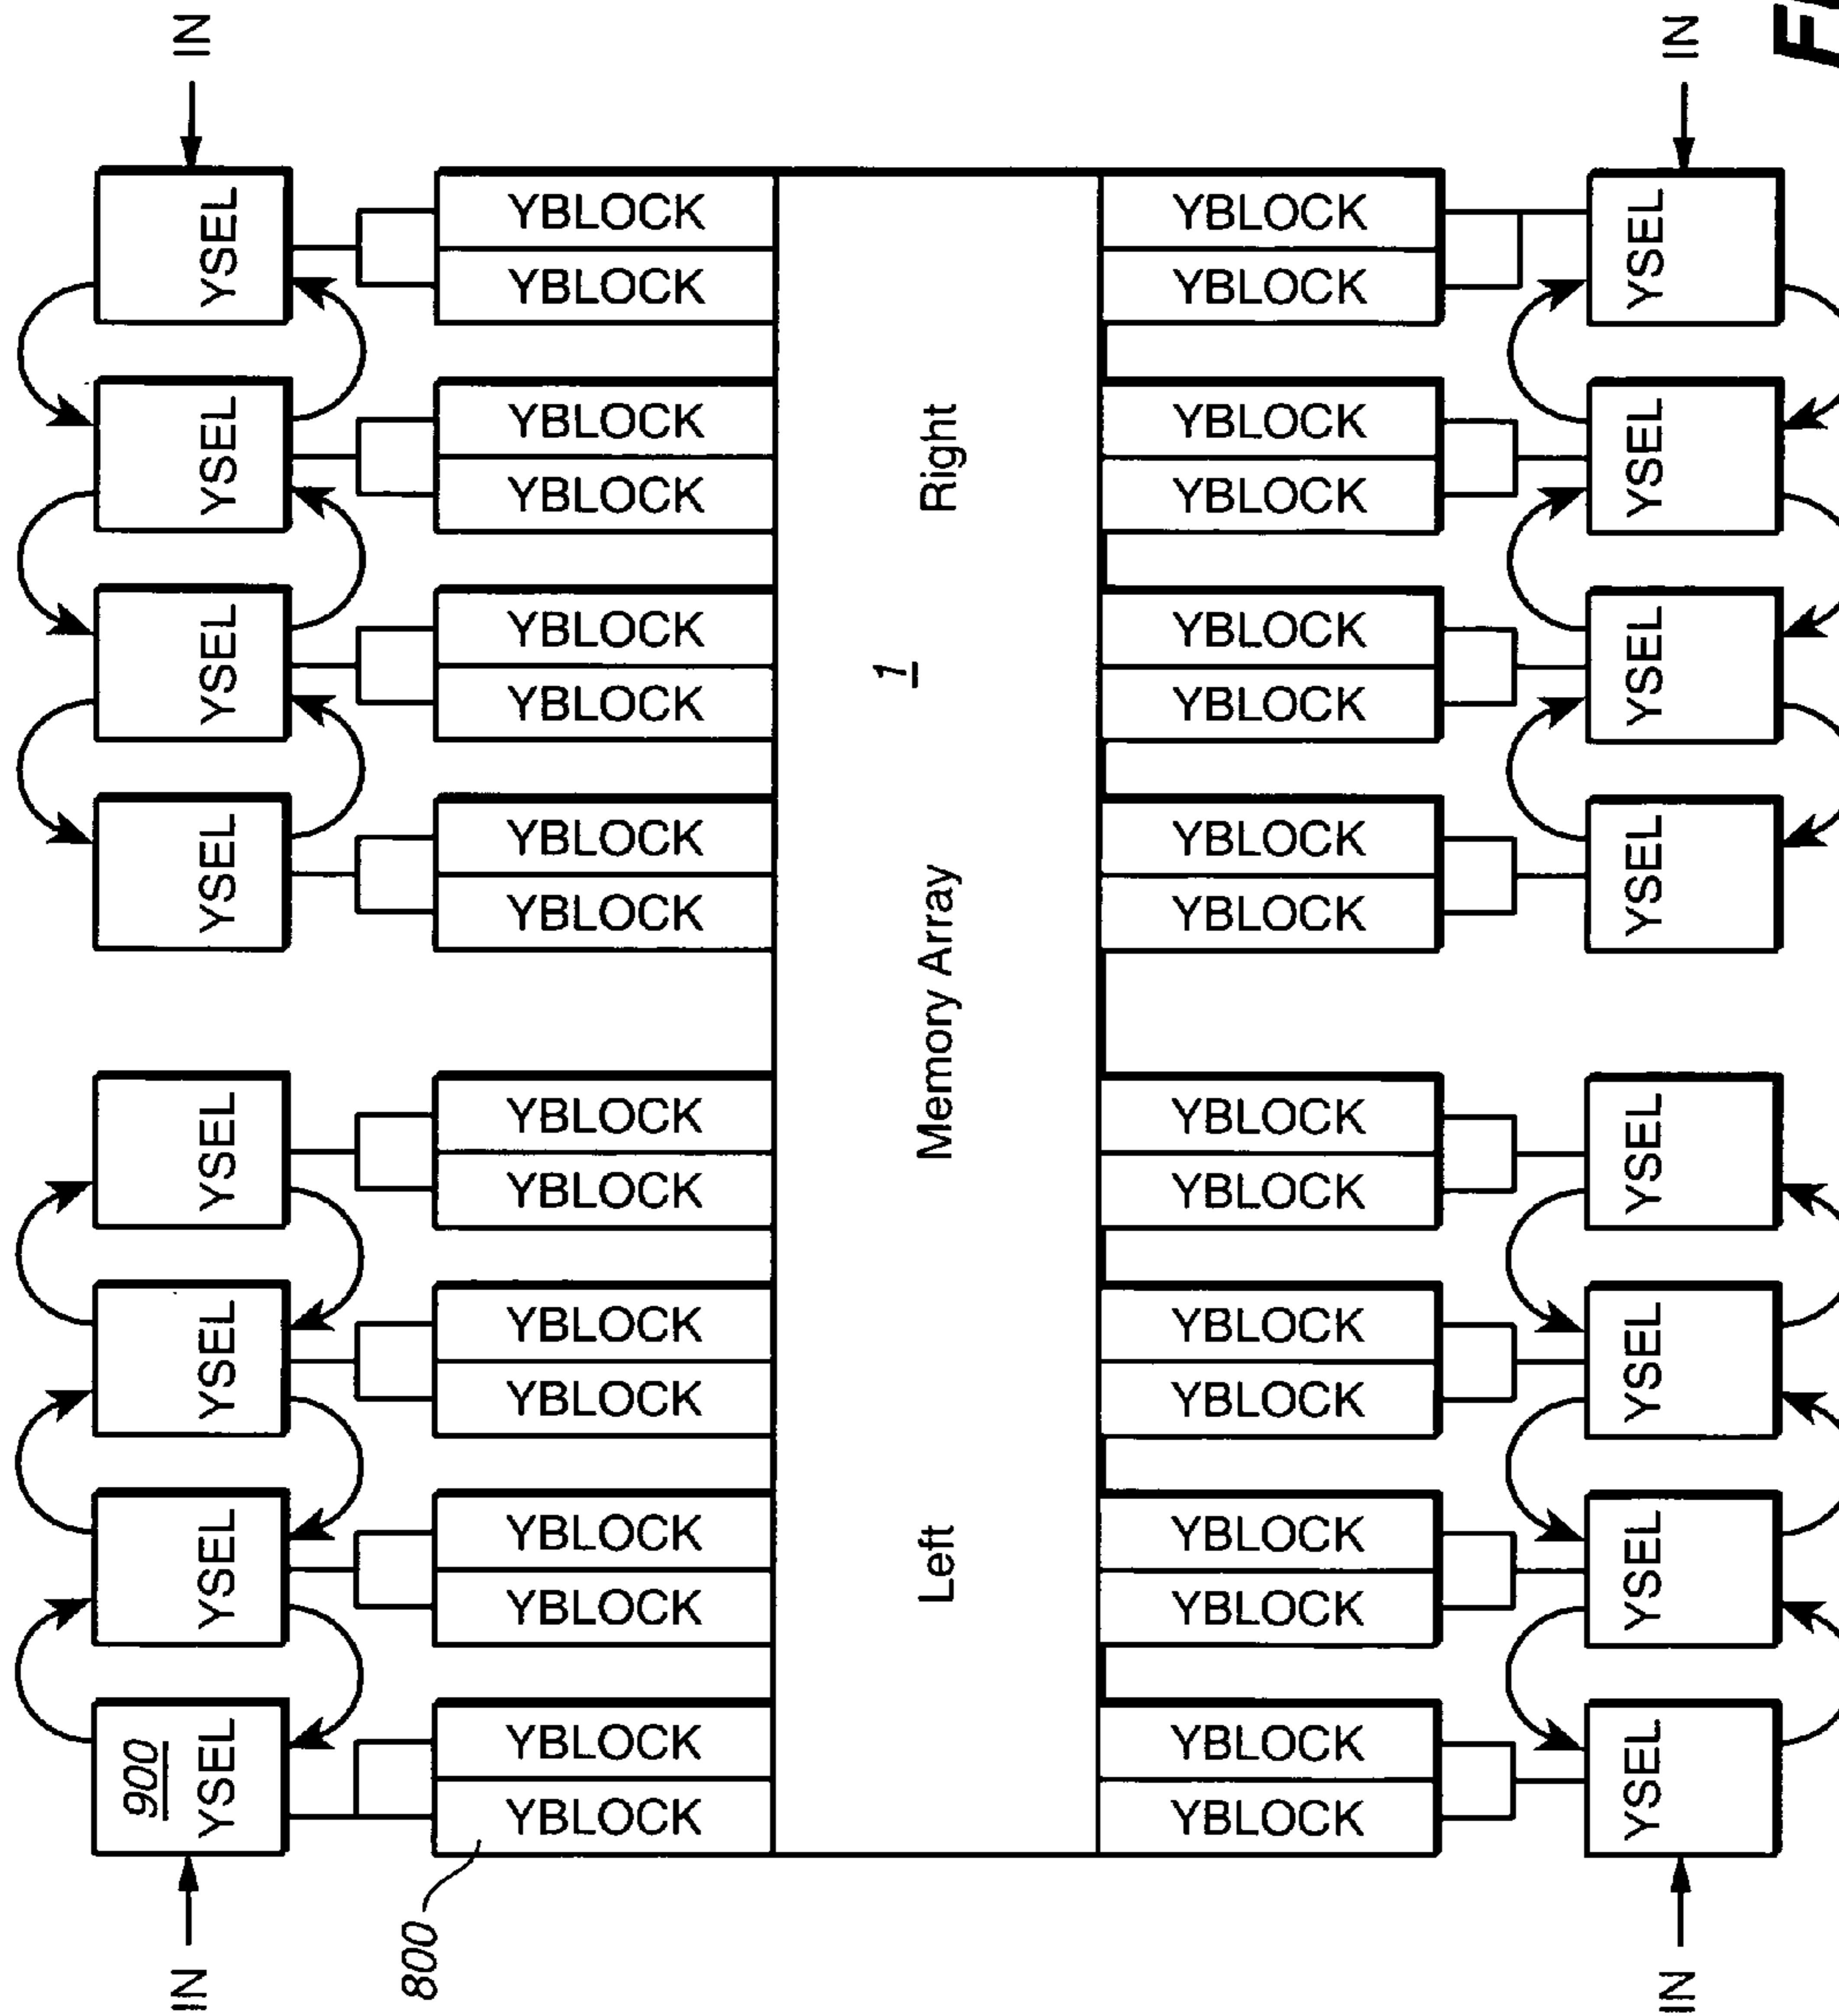 900
IN YSEL YSEL YSEL YSEL YSEL YSEL YSEL YSEL IN
800
YBLOCK YBLOCK YBLOCK YBLOCK YBLOCK YBLOCK YBLOCK YBLOCK YBLOCK YBLOCK YBLOCK YBLOCK YBLOCK YBLOCK YBLOCK YBLOCK
1
Left Memory Array Right
YBLOCK YBLOCK YBLOCK YBLOCK YBLOCK YBLOCK YBLOCK YBLOCK YBLOCK YBLOCK YBLOCK YBLOCK YBLOCK YBLOCK YBLOCK YBLOCK
IN YSEL YSEL YSEL YSEL YSEL YSEL YSEL YSEL IN